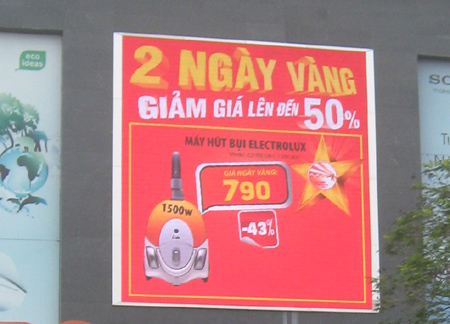 eco
ideas
2 NGÀY VÀNG
GIẢM GIÁ LÊN ĐẾN 50%
MÁY HÚT BỤI ELECTROLUX
GIÁ NGÀY VÀNG:
790
1500W
-43%